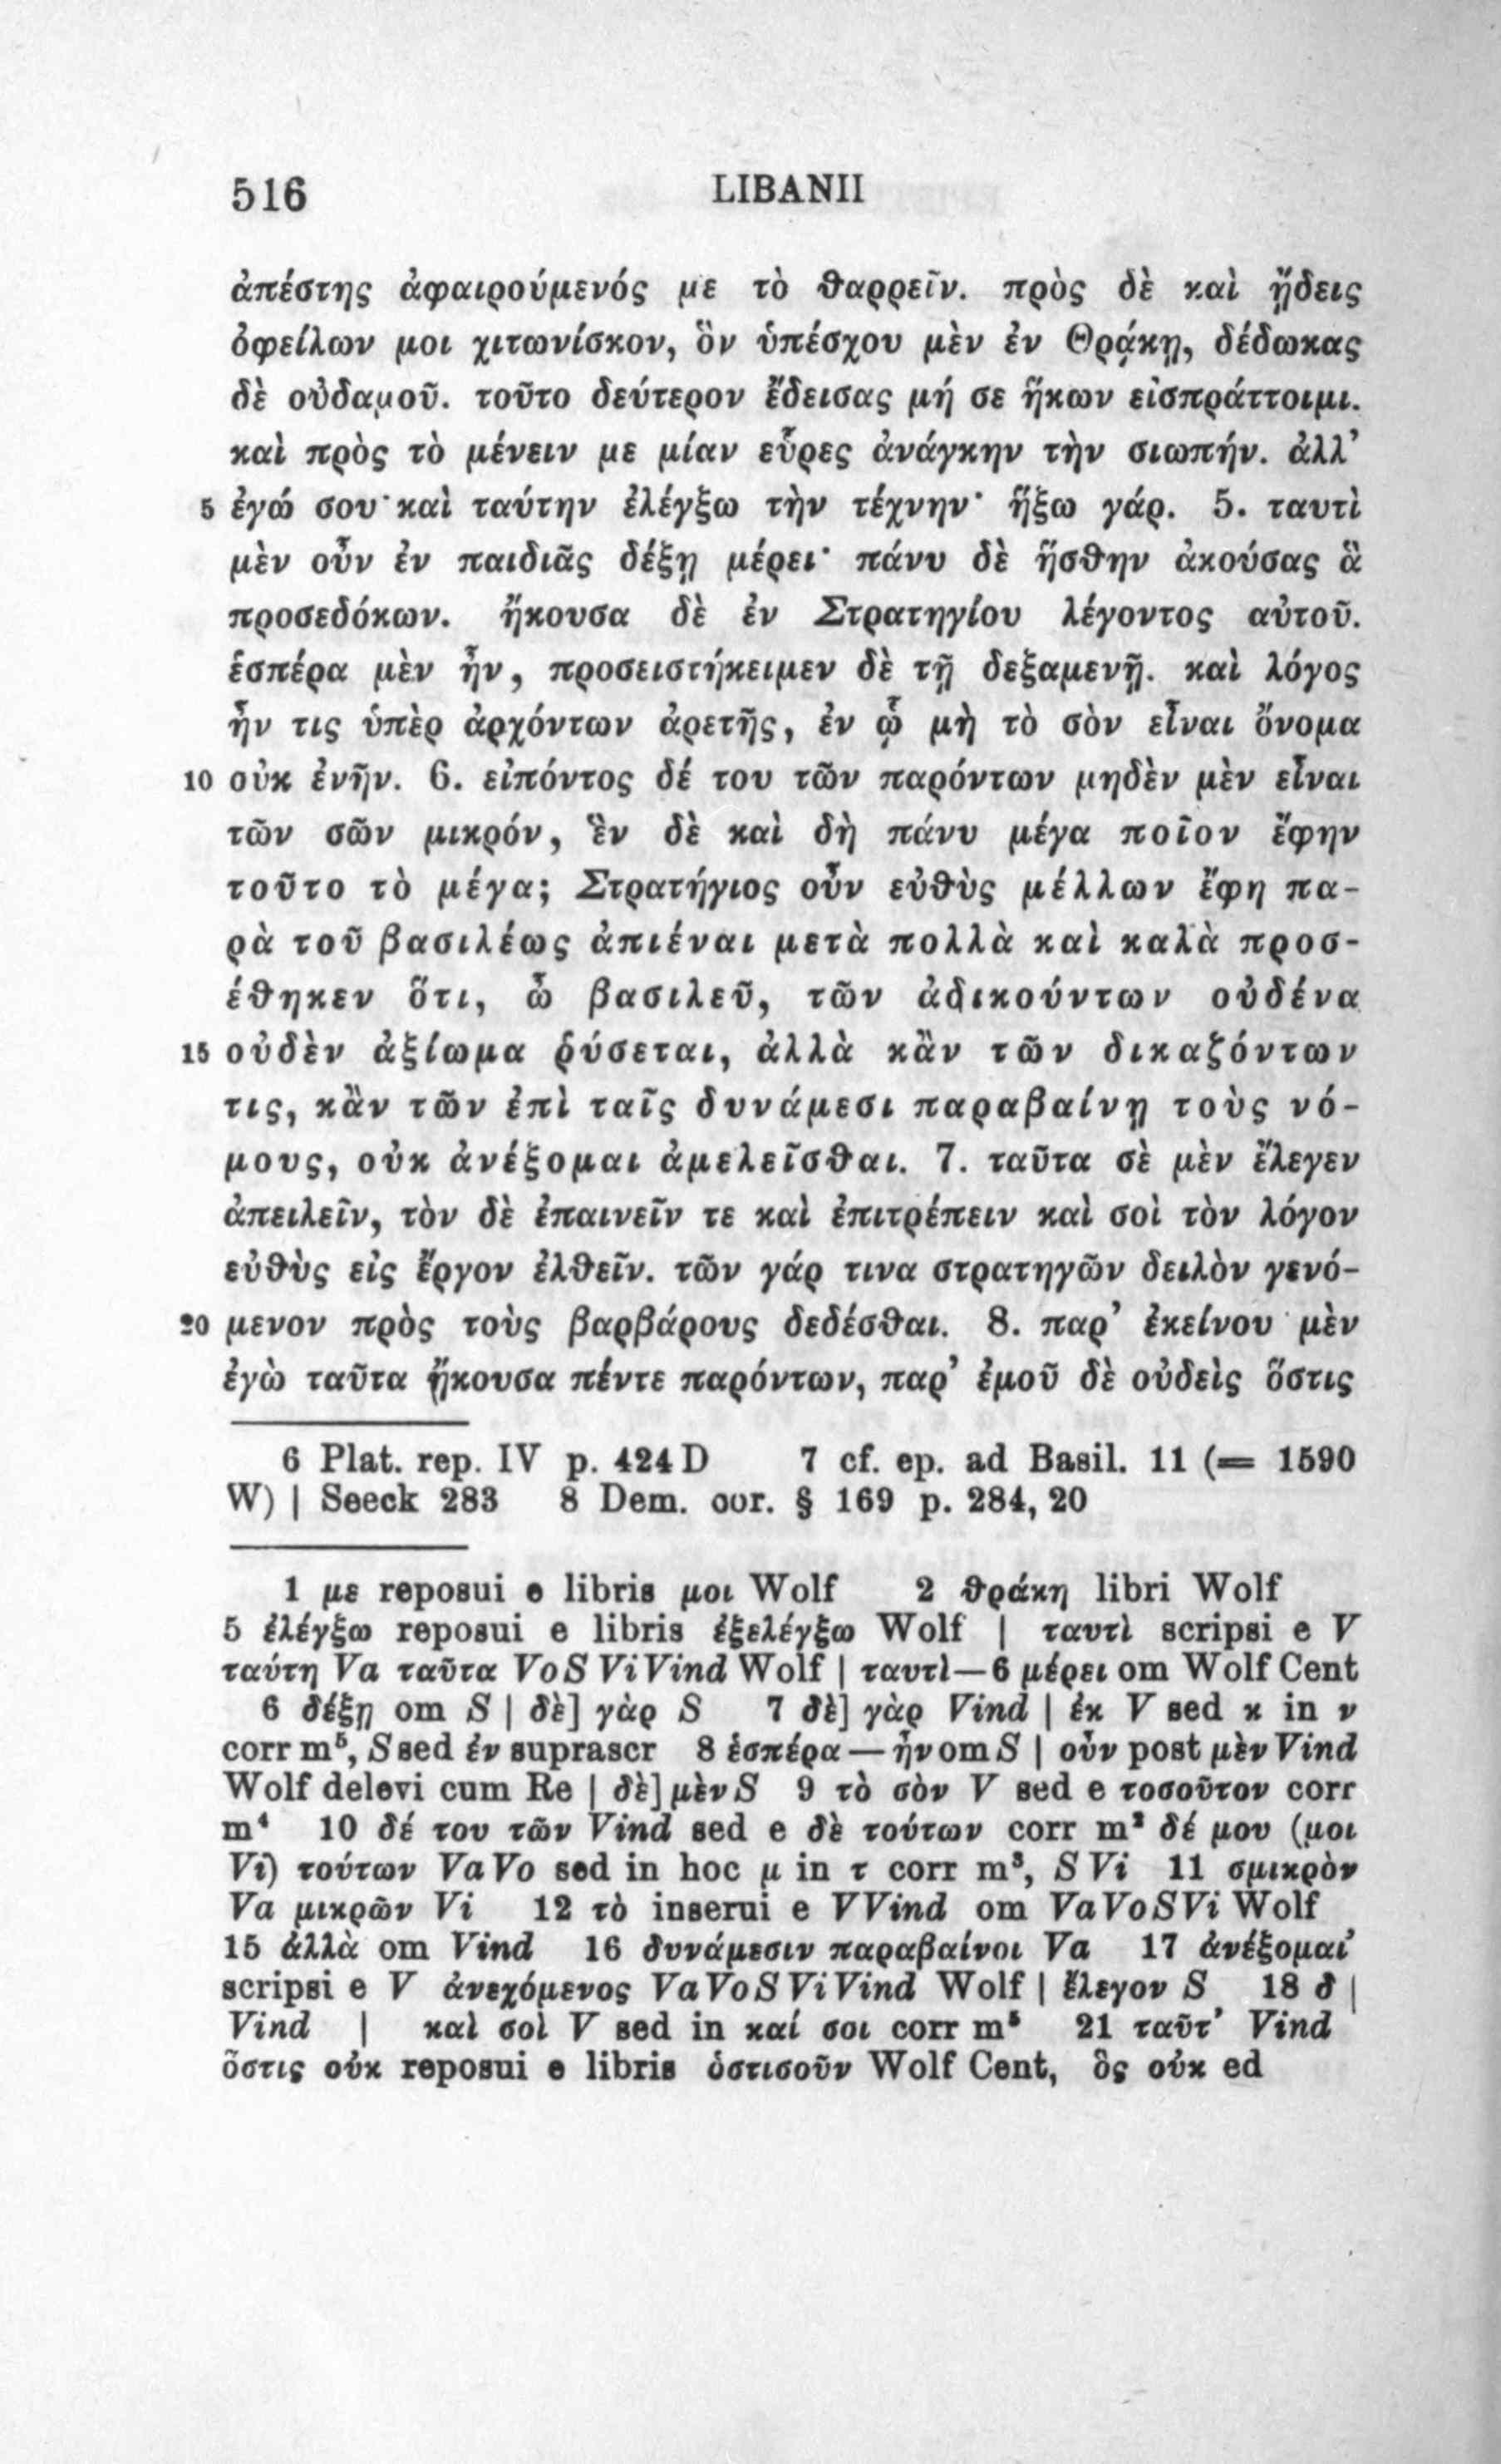 516 LIBANII
ἀπέστης ἀφαιρούμενός με τὸ θαρρεῖν. πρὸς δὲ καὶ ᾔδεις
ὀφείλων μοι χιτωνίσκον, ὃν ὑπέσχου μὲν ἐν Θρᾴκῃ, δέδωκας
δὲ οὐδαμοῦ. τοῦτο δεύτερον ἔδεισας μή σε ἥκων εἰσπράττοιμι.
καὶ πρὸς τὸ μένειν με μίαν εὗρες ἀνάγκην τὴν σιωπήν. ἀλλ’
5 ἐγώ σου καὶ ταύτην ἐλέγξω τὴν τέχνην· ἥξω γάρ. 5. ταυτὶ
μὲν οὖν ἐν παιδιᾶς δέξῃ μέρει· πάνυ δὲ ἥσθην ἀκούσας ἃ
προσεδόκων. ἤκουσα δὲ ἐν Στρατηγίου λέγοντος αὐτοῦ.
ἑσπέρα μὲν ἦν, προσειστήκειμεν δὲ τῇ δεξαμενῇ. καὶ λόγος
ἦν τις ὑπὲρ ἀρχόντων ἀρετῆς, ἐν ᾧ μὴ τὸ σὸν εἶναι ὄνομα
10 οὐκ ἐνῆν. 6. εἰπόντος δέ του τῶν παρόντων μηδὲν μὲν εἶναι
τῶν σῶν μικρόν, ἓν δὲ καὶ δὴ πάνυ μέγα ποῖον ἔφην
τοῦτο τὸ μέγα; Στρατήγιος οὖν εὐθὺς μέλλων ἔφη πα-
ρὰ τοῦ βασιλέως ἀπιέναι μετὰ πολλὰ καὶ καλὰ προσ-
έθηκεν ὅτι, ὦ βασιλεῦ, τῶν ἀδικούντων οὐδένα
15 οὐδὲν ἀξίωμα ῥύσεται, ἀλλὰ κἂν τῶν δικαζόντων
τις, κἂν τῶν ἐπὶ ταῖς δυνάμεσι παραβαίνῃ τοὺς νό-
μους, οὐκ ἀνέξομαι ἀμελεῖσθαι. 7. ταῦτα σὲ μὲν ἔλεγεν
ἀπειλεῖν, τὸν δὲ ἐπαινεῖν τε καὶ ἐπιτρέπειν καὶ σοὶ τὸν λόγον
εὐθὺς εἰς ἔργον ἐλθεῖν. τῶν γάρ τινα στρατηγῶν δειλὸν γενό-
20 μενον πρὸς τοὺς βαρβάρους δεδέσθαι. 8. παρ’ ἐκείνου μὲν
ἐγὼ ταῦτα ἤκουσα πέντε παρόντων, παρ’ ἐμοῦ δὲ οὐδεὶς ὅστις
6 Plat. rep. IV p. 424 D 7 cf. ep. ad Basil. 11 (= 1590
W) | Seeck 283 8 Dem. cor. § 169 p. 284, 20
1 με reposui e libris μοι Wolf 2 θράκη libri Wolf
5 ἐλέγξω reposui e libris ἐξελέγξω Wolf | ταυτὶ scripsi e V
ταύτῃ Va ταῦτα Vo S Vi Vind Wolf | ταυτὶ—6 μέρει om Wolf Cent
6 δέξῃ om S | δὲ] γὰρ S 7 δὲ] γὰρ Vind | ἐκ V sed κ in ν
corr m⁵, S sed ἐν suprascr 8 ἑσπέρα—ἦν om S | οὖν post μὲν Vind
Wolf delevi cum Re | δὲ] μὲν S 9 τὸ σὸν V sed e τοσοῦτον corr
m⁴ 10 δέ του τῶν Vind sed e δὲ τούτων corr m² δέ μου (μοι
Vi) τούτων Va Vo sed in hoc μ in τ corr m³, S Vi 11 σμικρὸν
Va μικρῶν Vi 12 τὸ inserui e V Vind om Va Vo S Vi Wolf
15 ἀλλὰ om Vind 16 δυνάμεσιν παραβαίνοι Va 17 ἀνέξομαι
scripsi e V ἀνεχόμενος Va Vo S Vi Vind Wolf | ἔλεγον S 18 δ |
Vind | καὶ σοὶ V sed in καί σοι corr m⁵ 21 ταῦτ’ Vind
ὅστις οὐκ reposui e libris ὁστισοῦν Wolf Cent, ὃς οὐκ ed